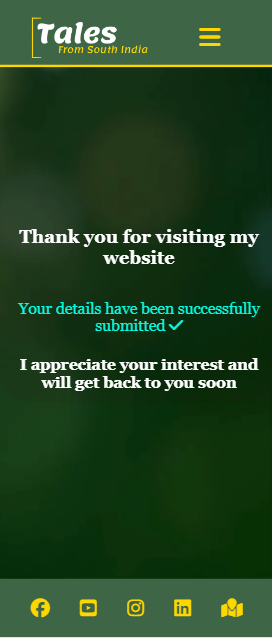 Tales
From South India
Thank you for visiting my
website
Your details have been successfully
submitted
I appreciate your interest and
will get back to you soon